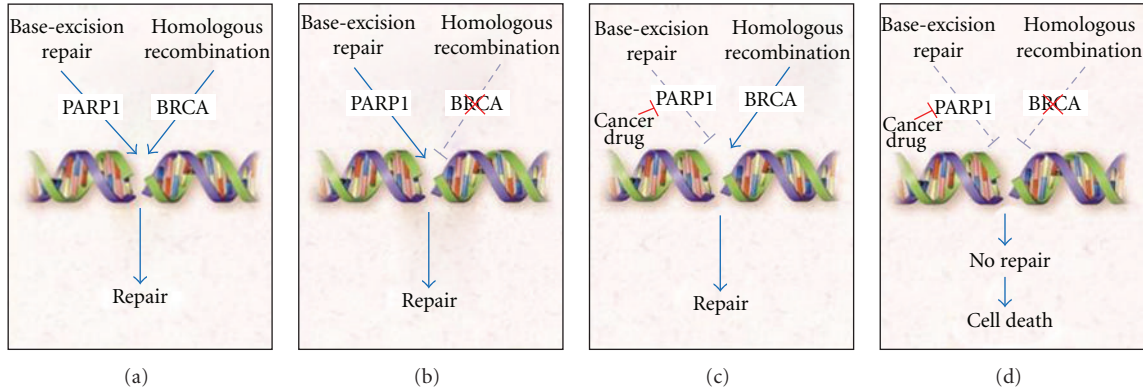 Base-excision
repair
Homologous
recombination
PARP1
BRCA
Repair
(a)
Base-excision
repair
Homologous
recombination
PARP1
BRCA
Repair
(b)
Base-excision
repair
Homologous
recombination
PARP1
BRCA
Cancer
drug
Repair
(c)
Base-excision
repair
Homologous
recombination
PARP1
BRCA
Cancer
drug
No repair
Cell death
(d)